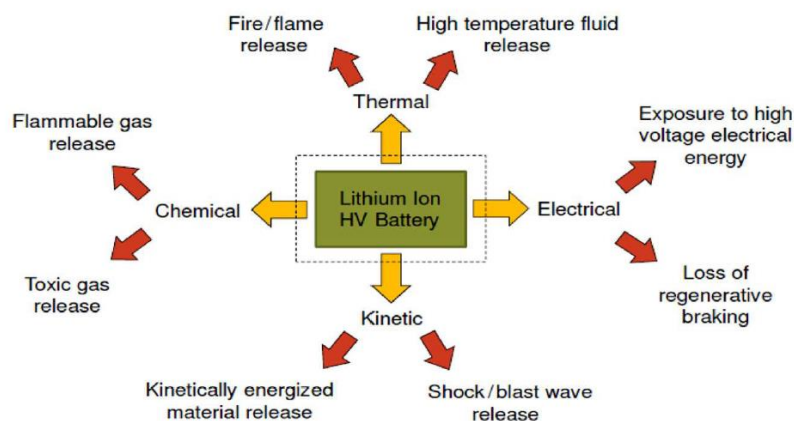 Fire/flame
release
High temperature fluid
release
Thermal
Flammable gas
release
Exposure to high
voltage electrical
energy
Chemical
Lithium Ion
HV Battery
Electrical
Toxic gas
release
Loss of
regenerative
braking
Kinetic
Kinetically energized
material release
Shock/blast wave
release